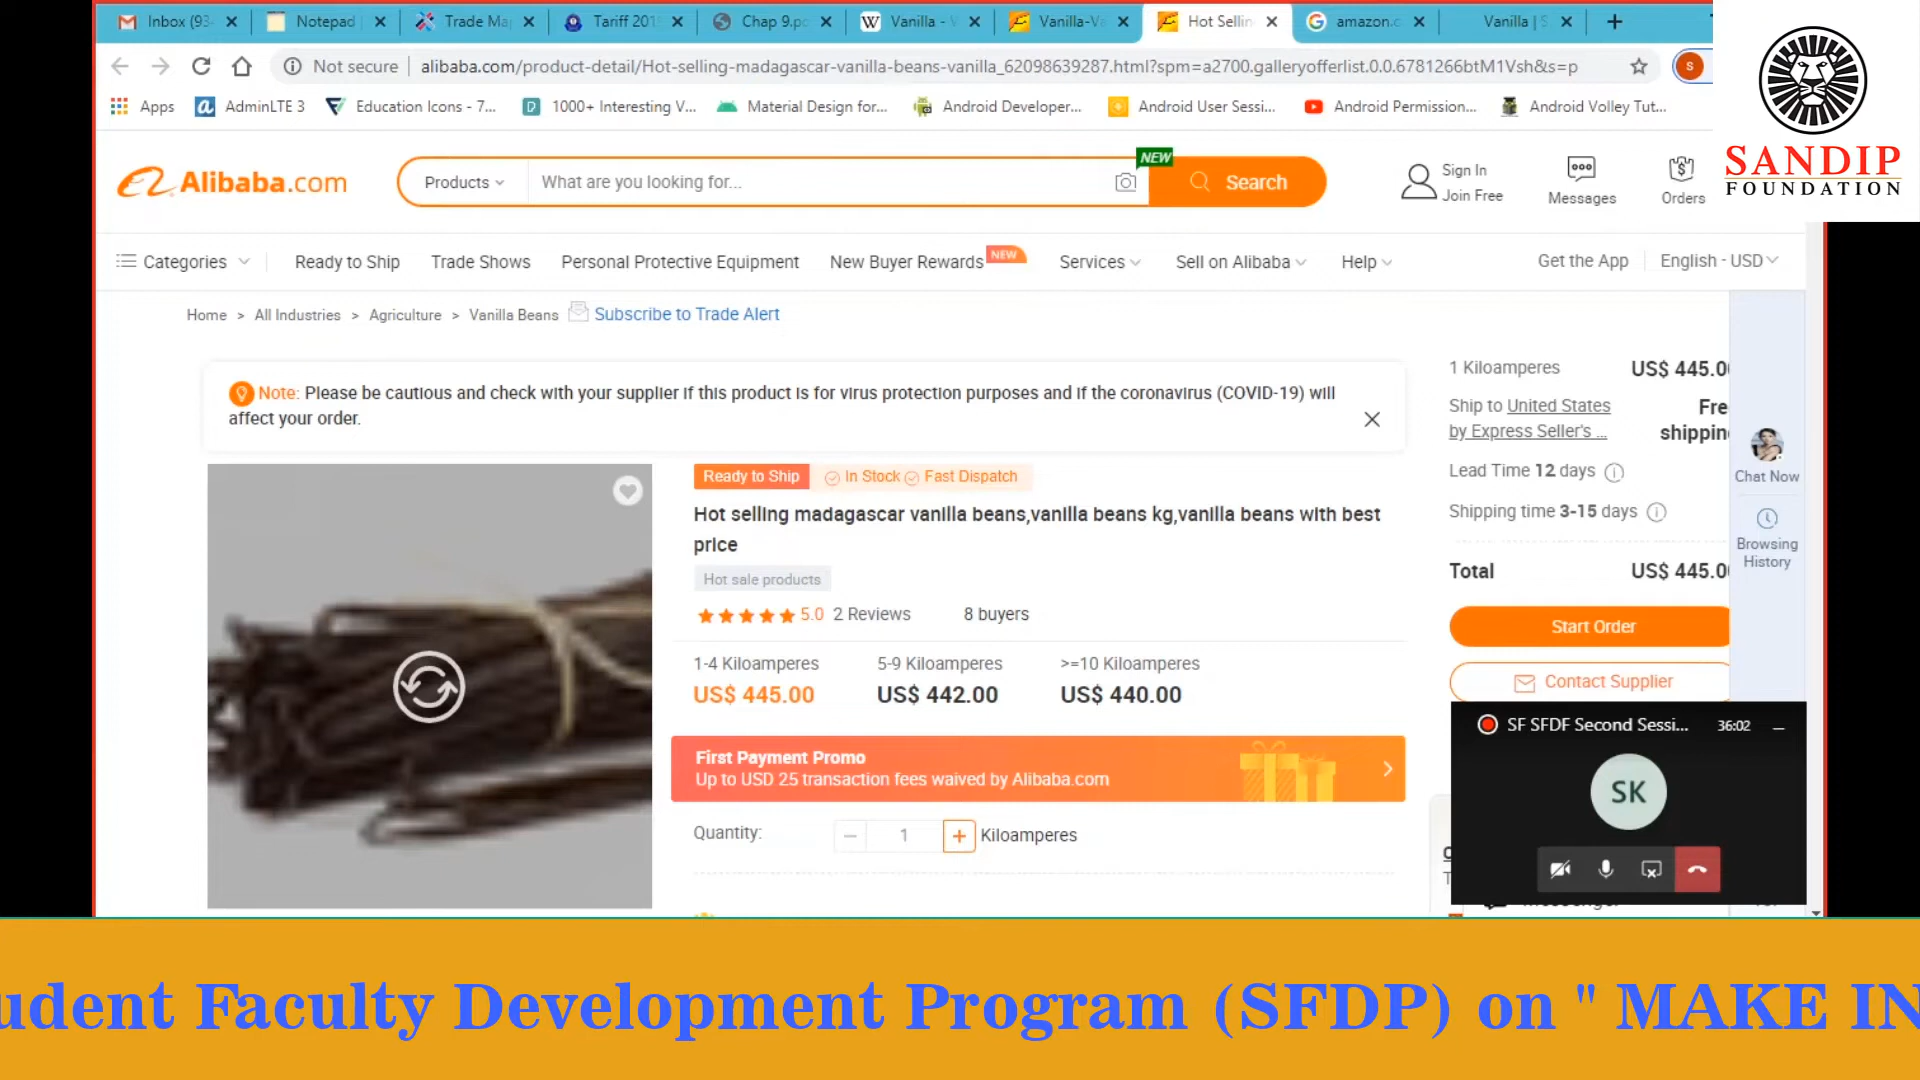 Inbox (93-
Notepad
Trade Ma
Tariff 201
Chap 9.p
Vanilla -
Vanilla-Va
Hot Sellin
amazon.c
Vanilla | S
Not secure
alibaba.com/product-detail/Hot-selling-madagascar-vanilla-beans-vanilla_62098639287.html?spm=a2700.galleryofferlist.0.0.6781266btM1Vsh&s=p
Apps
AdminLTE 3
Education Icons - 7...
1000+ Interesting V...
Material Design for...
Android Developer...
Android User Sessi...
Android Permission...
Android Volley Tut...
SANDIP
FOUNDATION
Alibaba.com
Products
What are you looking for...
NEW
Search
Sign In
Join Free
Messages
Orders
Categories
Ready to Ship
Trade Shows
Personal Protective Equipment
New Buyer Rewards
NEW
Services
Sell on Alibaba
Help
Get the App
English - USD
Home > All Industries > Agriculture > Vanilla Beans
Subscribe to Trade Alert
Note: Please be cautious and check with your supplier if this product is for virus protection purposes and if the coronavirus (COVID-19) will
affect your order.
Ready to Ship
In Stock
Fast Dispatch
Hot selling madagascar vanilla beans,vanilla beans kg,vanilla beans with best
price
Hot sale products
5.0 2 Reviews 8 buyers
1-4 Kiloamperes 5-9 Kiloamperes >=10 Kiloamperes
US$ 445.00 US$ 442.00 US$ 440.00
First Payment Promo
Up to USD 25 transaction fees waived by Alibaba.com
Quantity: 1 Kiloamperes
1 Kiloamperes US$ 445.0
Ship to United States Fre
by Express Seller's ... shippin
Lead Time 12 days
Shipping time 3-15 days
Total US$ 445.0
Start Order
Contact Supplier
Chat Now
Browsing
History
SF SFDF Second Sessi... 36:02
SK
udent Faculty Development Program (SFDP) on " MAKE IN